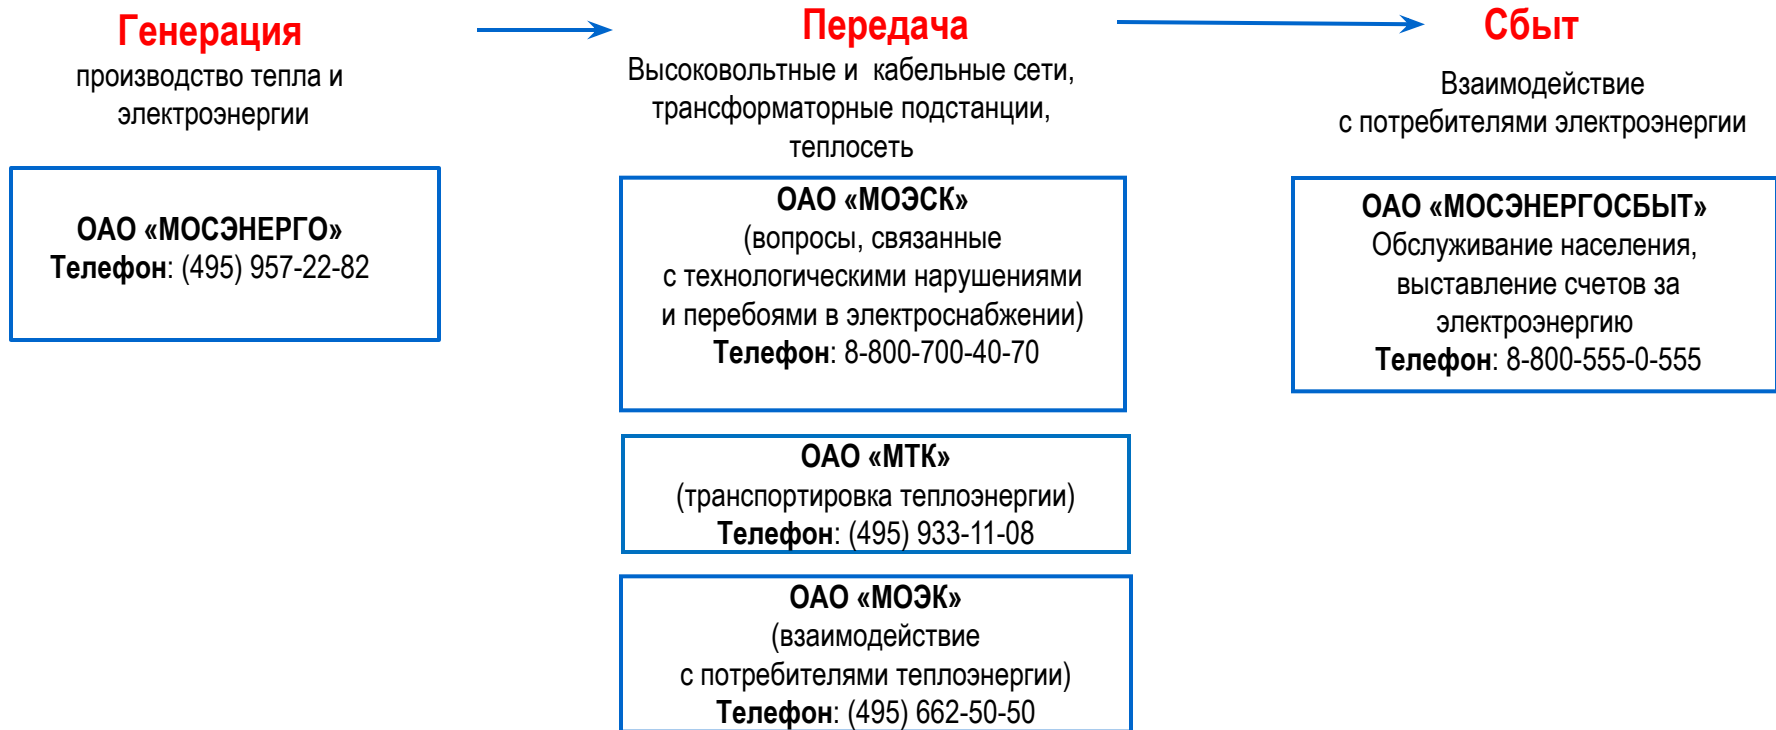 Генерация
производство тепла и
электроэнергии
ОАО «МОСЭНЕРГО»
Телефон: (495) 957-22-82
Передача
Высоковольтные и кабельные сети,
трансформаторные подстанции,
теплосеть
ОАО «МОЭСК»
(вопросы, связанные
с технологическими нарушениями
и перебоями в электроснабжении)
Телефон: 8-800-700-40-70
ОАО «МТК»
(транспортировка теплоэнергии)
Телефон: (495) 933-11-08
ОАО «МОЭК»
(взаимодействие
с потребителями теплоэнергии)
Телефон: (495) 662-50-50
Сбыт
Взаимодействие
с потребителями электроэнергии
ОАО «МОСЭНЕРГОСБЫТ»
Обслуживание населения,
выставление счетов за
электроэнергию
Телефон: 8-800-555-0-555